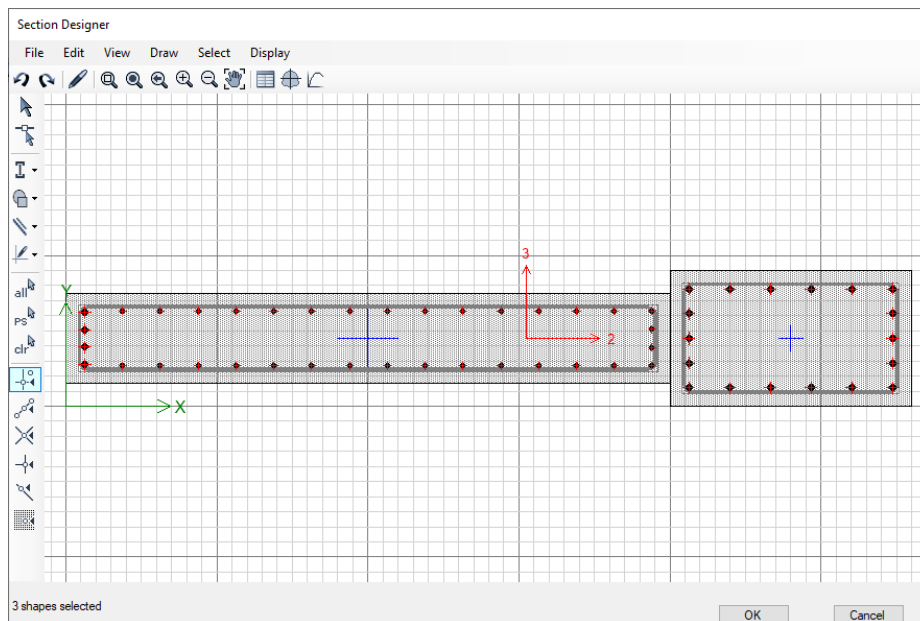 Section Designer
File Edit View Draw Select Display
all
PS
clr
Y
X
3
2
3 shapes selected
OK Cancel